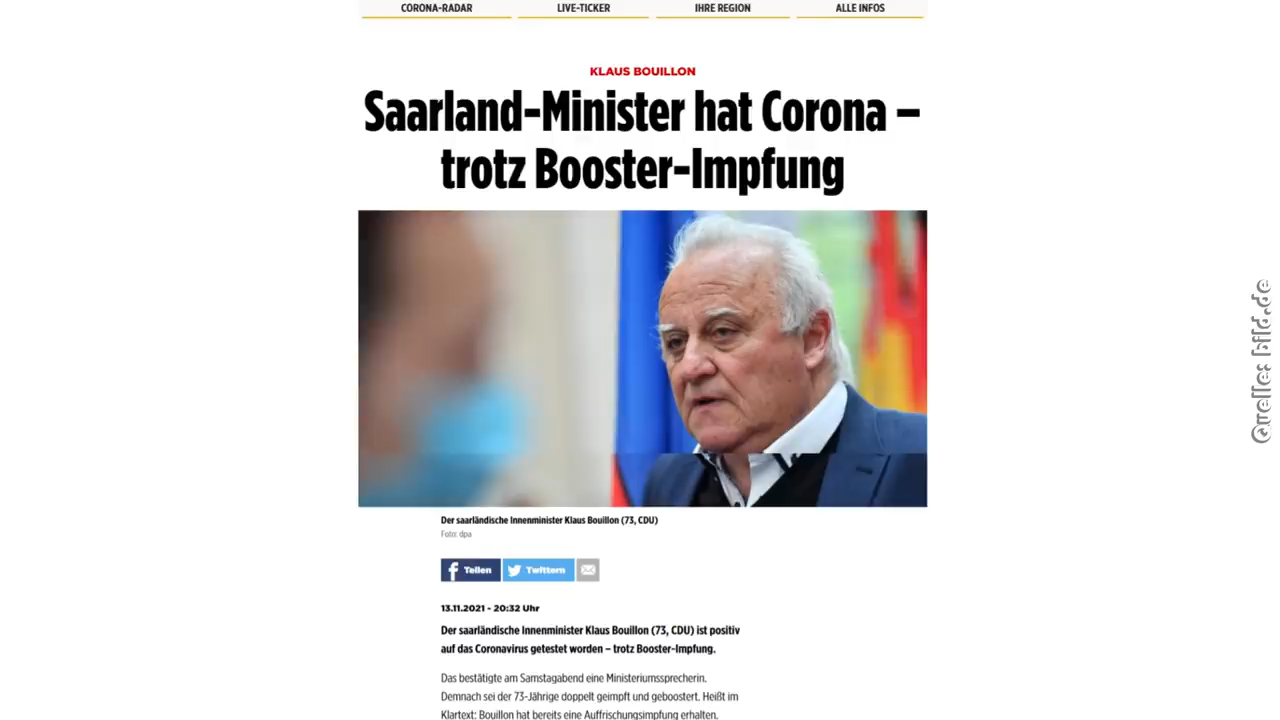 CORONA-RADAR
LIVE-TICKER
IHRE REGION
ALLE INFOS
KLAUS BOUILLON
Saarland-Minister hat Corona –
trotz Booster-Impfung
Der saarländische Innenminister Klaus Bouillon (73, CDU)
Foto: dpa
Teilen
Twittern
13.11.2021 - 20:32 Uhr
Der saarländische Innenminister Klaus Bouillon (73, CDU) ist positiv
auf das Coronavirus getestet worden – trotz Booster-Impfung.
Das bestätigte am Samstagabend eine Ministeriumssprecherin.
Demnach sei der 73-Jährige doppelt geimpft und geboostert. Heißt im
Klartext: Bouillon hat bereits eine Auffrischungsimpfung erhalten.
Quelle: bild.de